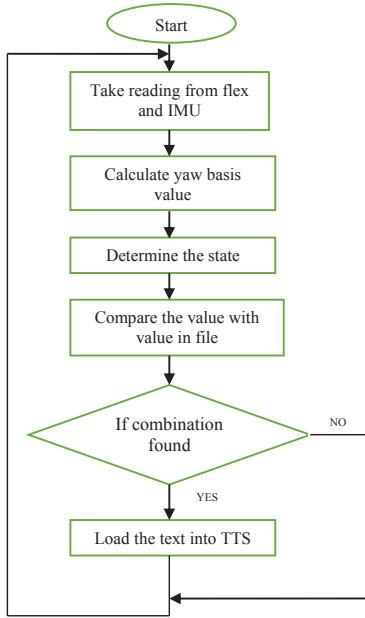 Start
Take reading from flex
and IMU
Calculate yaw basis
value
Determine the state
Compare the value with
value in file
If combination
found
NO
YES
Load the text into TTS